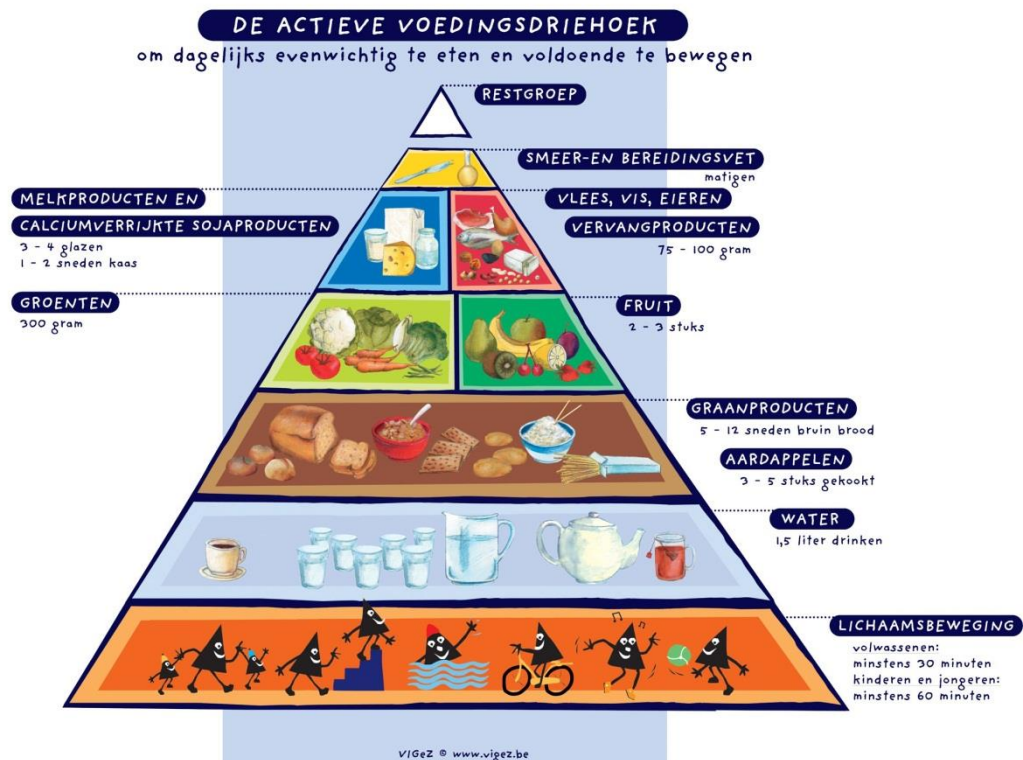 DE ACTIEVE VOEDINGSDRIEHOEK
om dagelijks evenwichtig te eten en voldoende te bewegen
RESTGROEP
SMEER-EN BEREIDINGSVET
matigen
MELKPRODUCTEN EN
CALCIUMVERRIJKTE SOJAPRODUCTEN
3 - 4 glazen
1 - 2 sneden kaas
VLEES, VIS, EIEREN
VERVANGPRODUCTEN
75 - 100 gram
GROENTEN
300 gram
FRUIT
2 - 3 stuks
GRAANPRODUCTEN
5 - 12 sneden bruin brood
AARDAPPELEN
3 - 5 stuks gekookt
WATER
1,5 liter drinken
LICHAAMSBEWEGING
volwassenen:
minstens 30 minuten
kinderen en jongeren:
minstens 60 minuten
VIGeZ © www.vigez.be